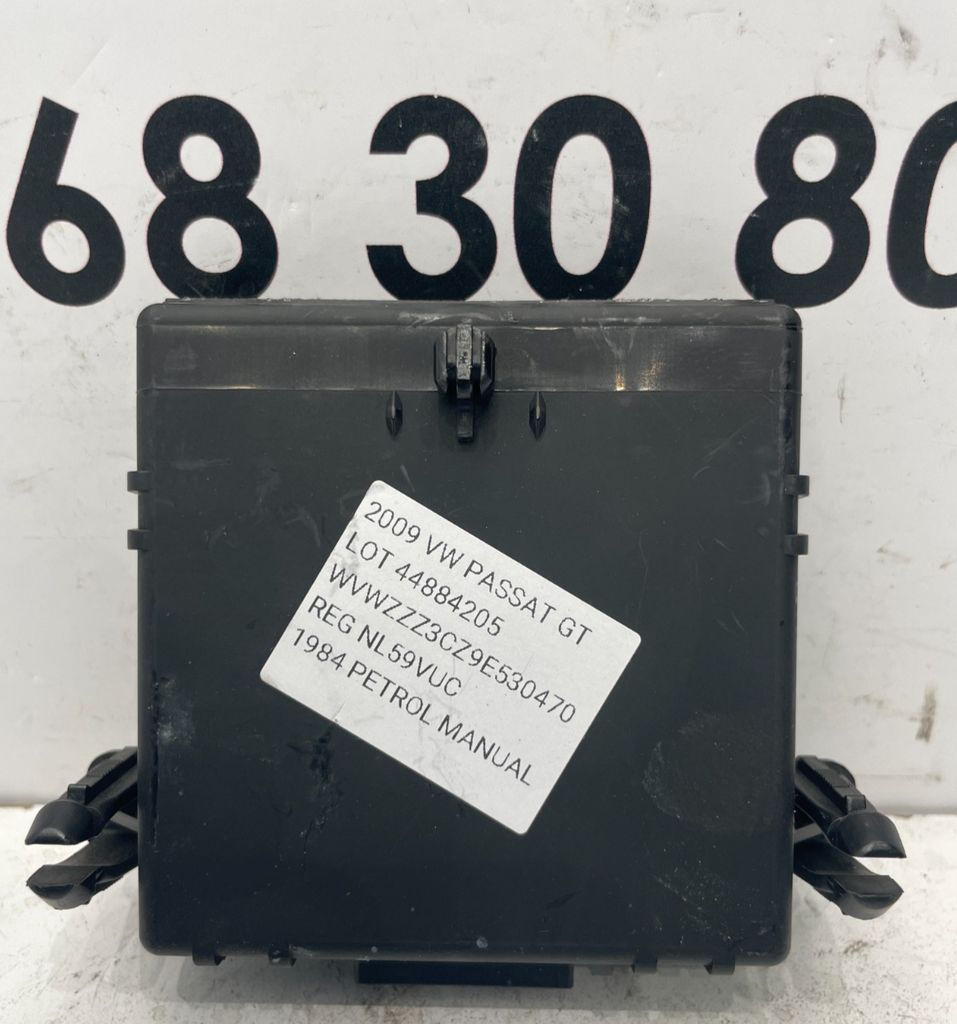 68 30 80
2009 VW PASSAT GT
LOT 44884205
WVWZZZ3CZ9E530470
REG NL59VUC
1984 PETROL MANUAL